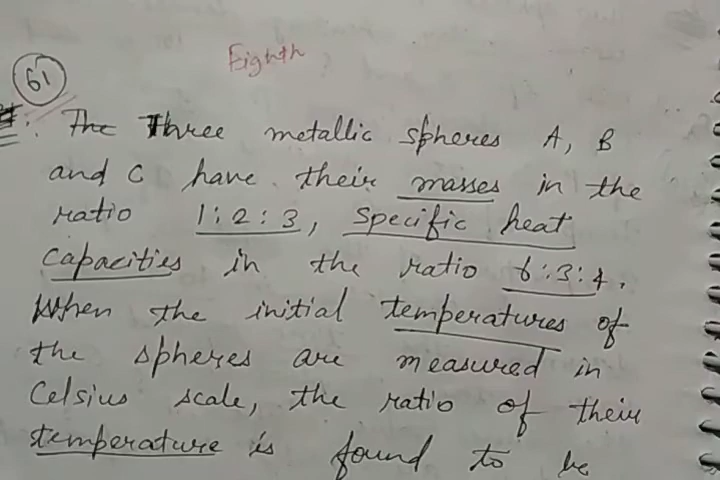 Eighth
61
The Three metallic spheres A, B
and C have their masses in the
ratio 1:2:3, specific heat
capacities in the ratio 6:3:4.
When the initial temperatures of
the spheres are measured in
Celsius scale, the ratio of their
temperature is found to be